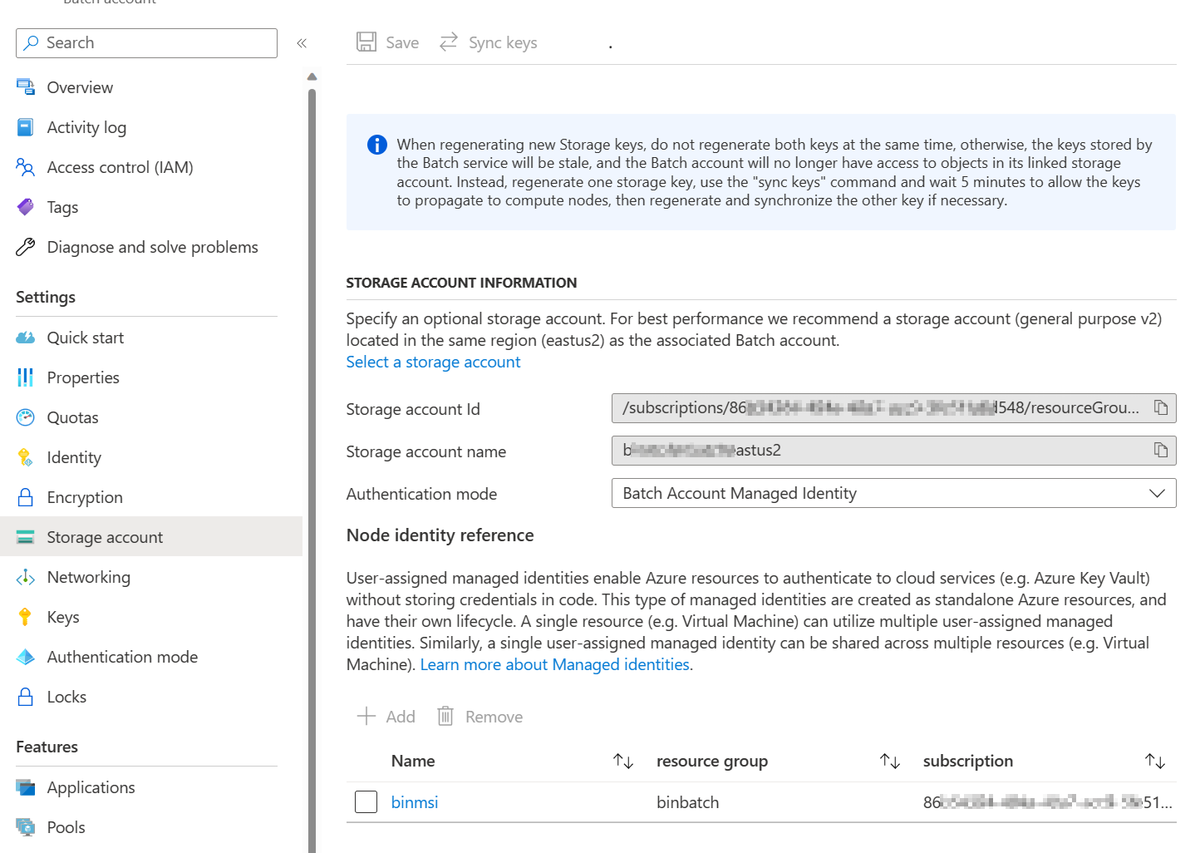 Batch account
Search
«
Save
Sync keys
Overview
Activity log
Access control (IAM)
Tags
Diagnose and solve problems
Settings
Quick start
Properties
Quotas
Identity
Encryption
Storage account
Networking
Keys
Authentication mode
Locks
Features
Applications
Pools
When regenerating new Storage keys, do not regenerate both keys at the same time, otherwise, the keys stored by
the Batch service will be stale, and the Batch account will no longer have access to objects in its linked storage
account. Instead, regenerate one storage key, use the "sync keys" command and wait 5 minutes to allow the keys
to propagate to compute nodes, then regenerate and synchronize the other key if necessary.
STORAGE ACCOUNT INFORMATION
Specify an optional storage account. For best performance we recommend a storage account (general purpose v2)
located in the same region (eastus2) as the associated Batch account.
Select a storage account
Storage account Id
/subscriptions/86 d548/resourceGrou...
Storage account name
b astus2
Authentication mode
Batch Account Managed Identity
Node identity reference
User-assigned managed identities enable Azure resources to authenticate to cloud services (e.g. Azure Key Vault)
without storing credentials in code. This type of managed identities are created as standalone Azure resources, and
have their own lifecycle. A single resource (e.g. Virtual Machine) can utilize multiple user-assigned managed
identities. Similarly, a single user-assigned managed identity can be shared across multiple resources (e.g. Virtual
Machine). Learn more about Managed identities.
Add
Remove
Name
resource group
subscription
binmsi
binbatch
86 51...